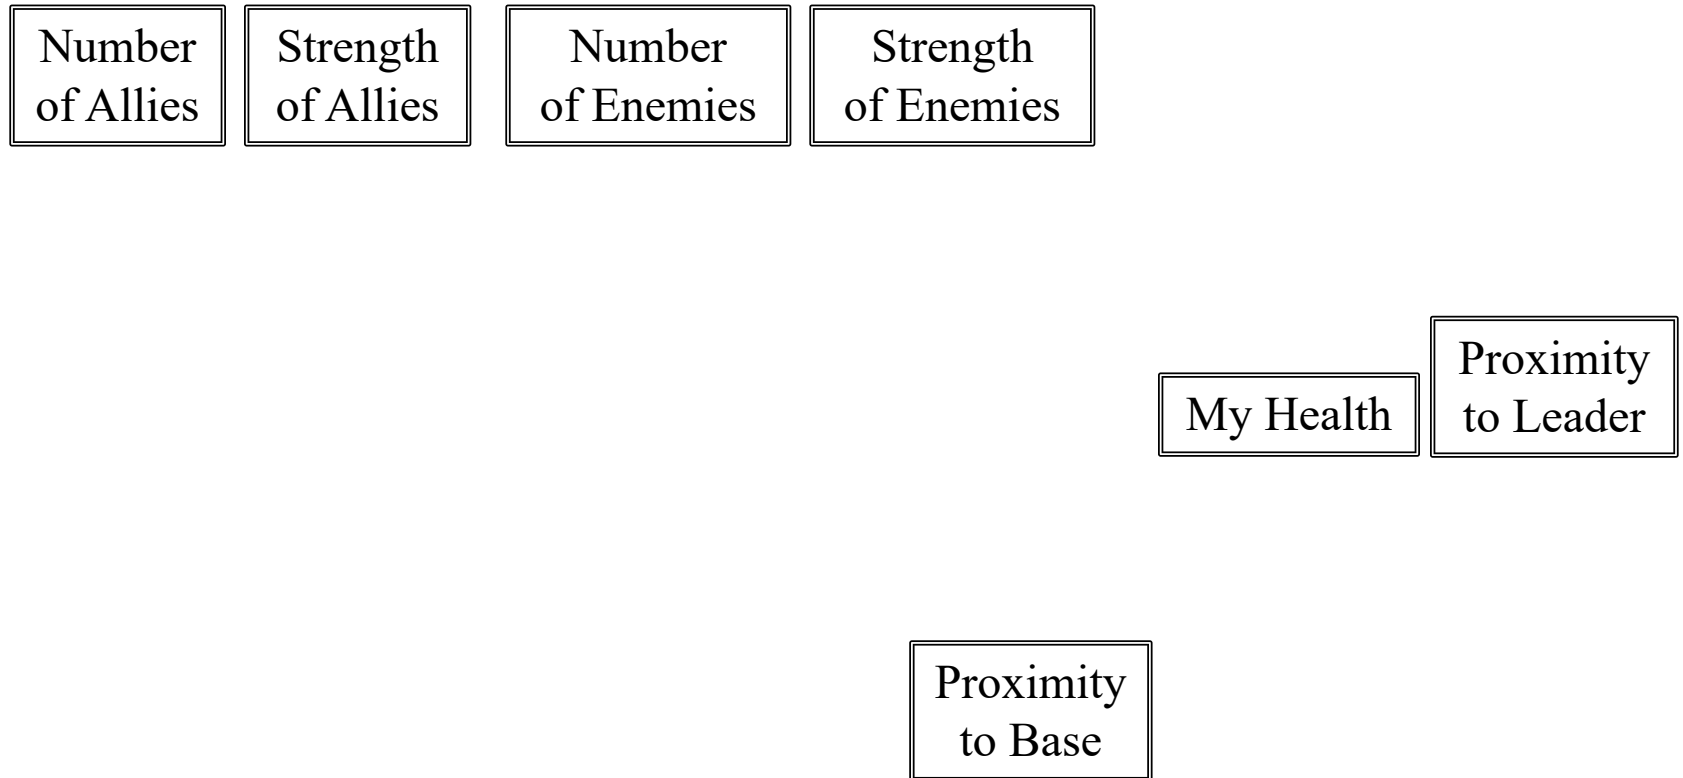 Number
of Allies
Strength
of Allies
Number
of Enemies
Strength
of Enemies
My Health
Proximity
to Leader
Proximity
to Base